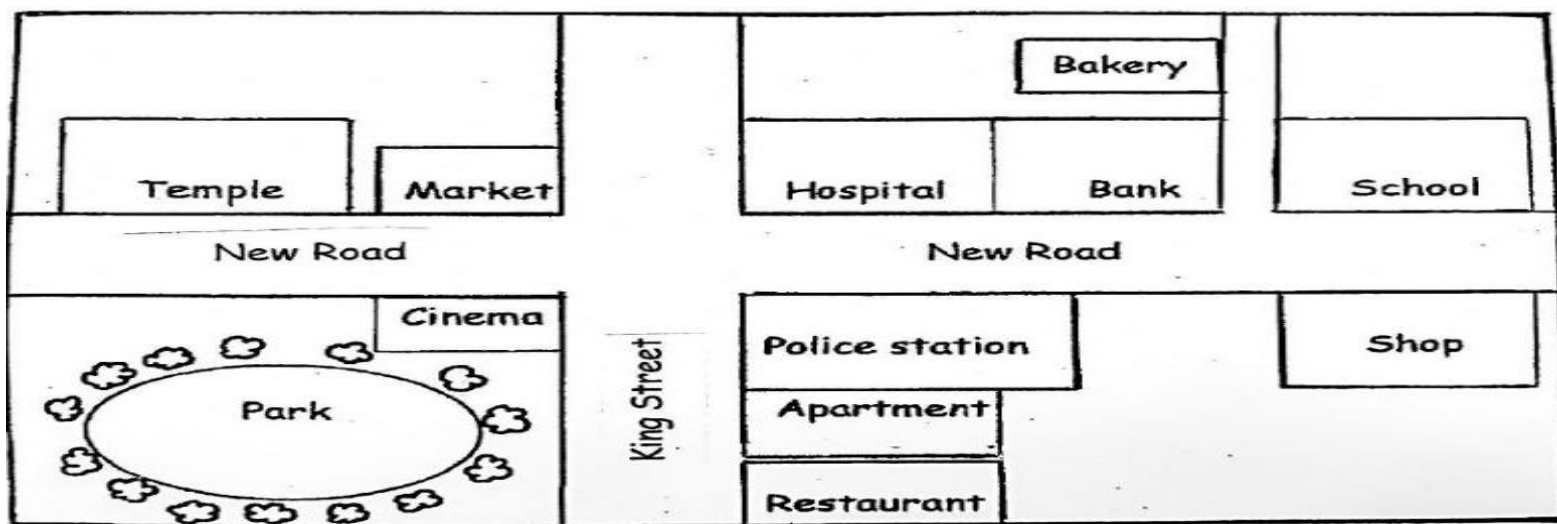 Bakery
Temple
Market
Hospital
Bank
School
New Road
New Road
Cinema
Police station
Shop
Park
King Street
Apartment
Restaurant